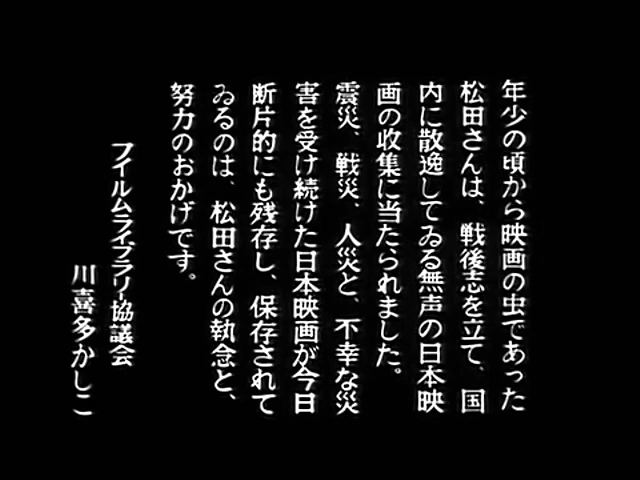 年少の頃から映画の虫であった
松田さんは、戦後志を立て、国
内に散逸してゐる無声の日本映
画の収集に当たられました。
震災、戦災、人災と、不幸な災
害を受け続けた日本映画が今日
断片的にも残存し、保存されて
ゐるのは、松田さんの執念と、
努力のおかげです。
フイルムライブラリー協議会
川喜多かしこ